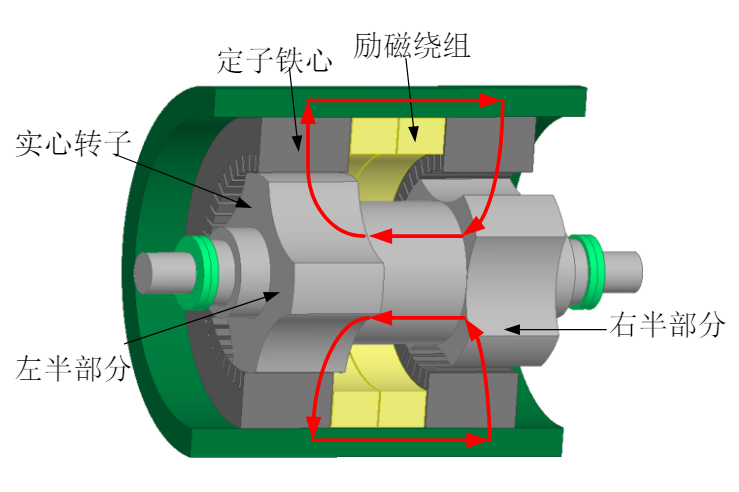 定子铁心
励磁绕组
实心转子
左半部分
右半部分